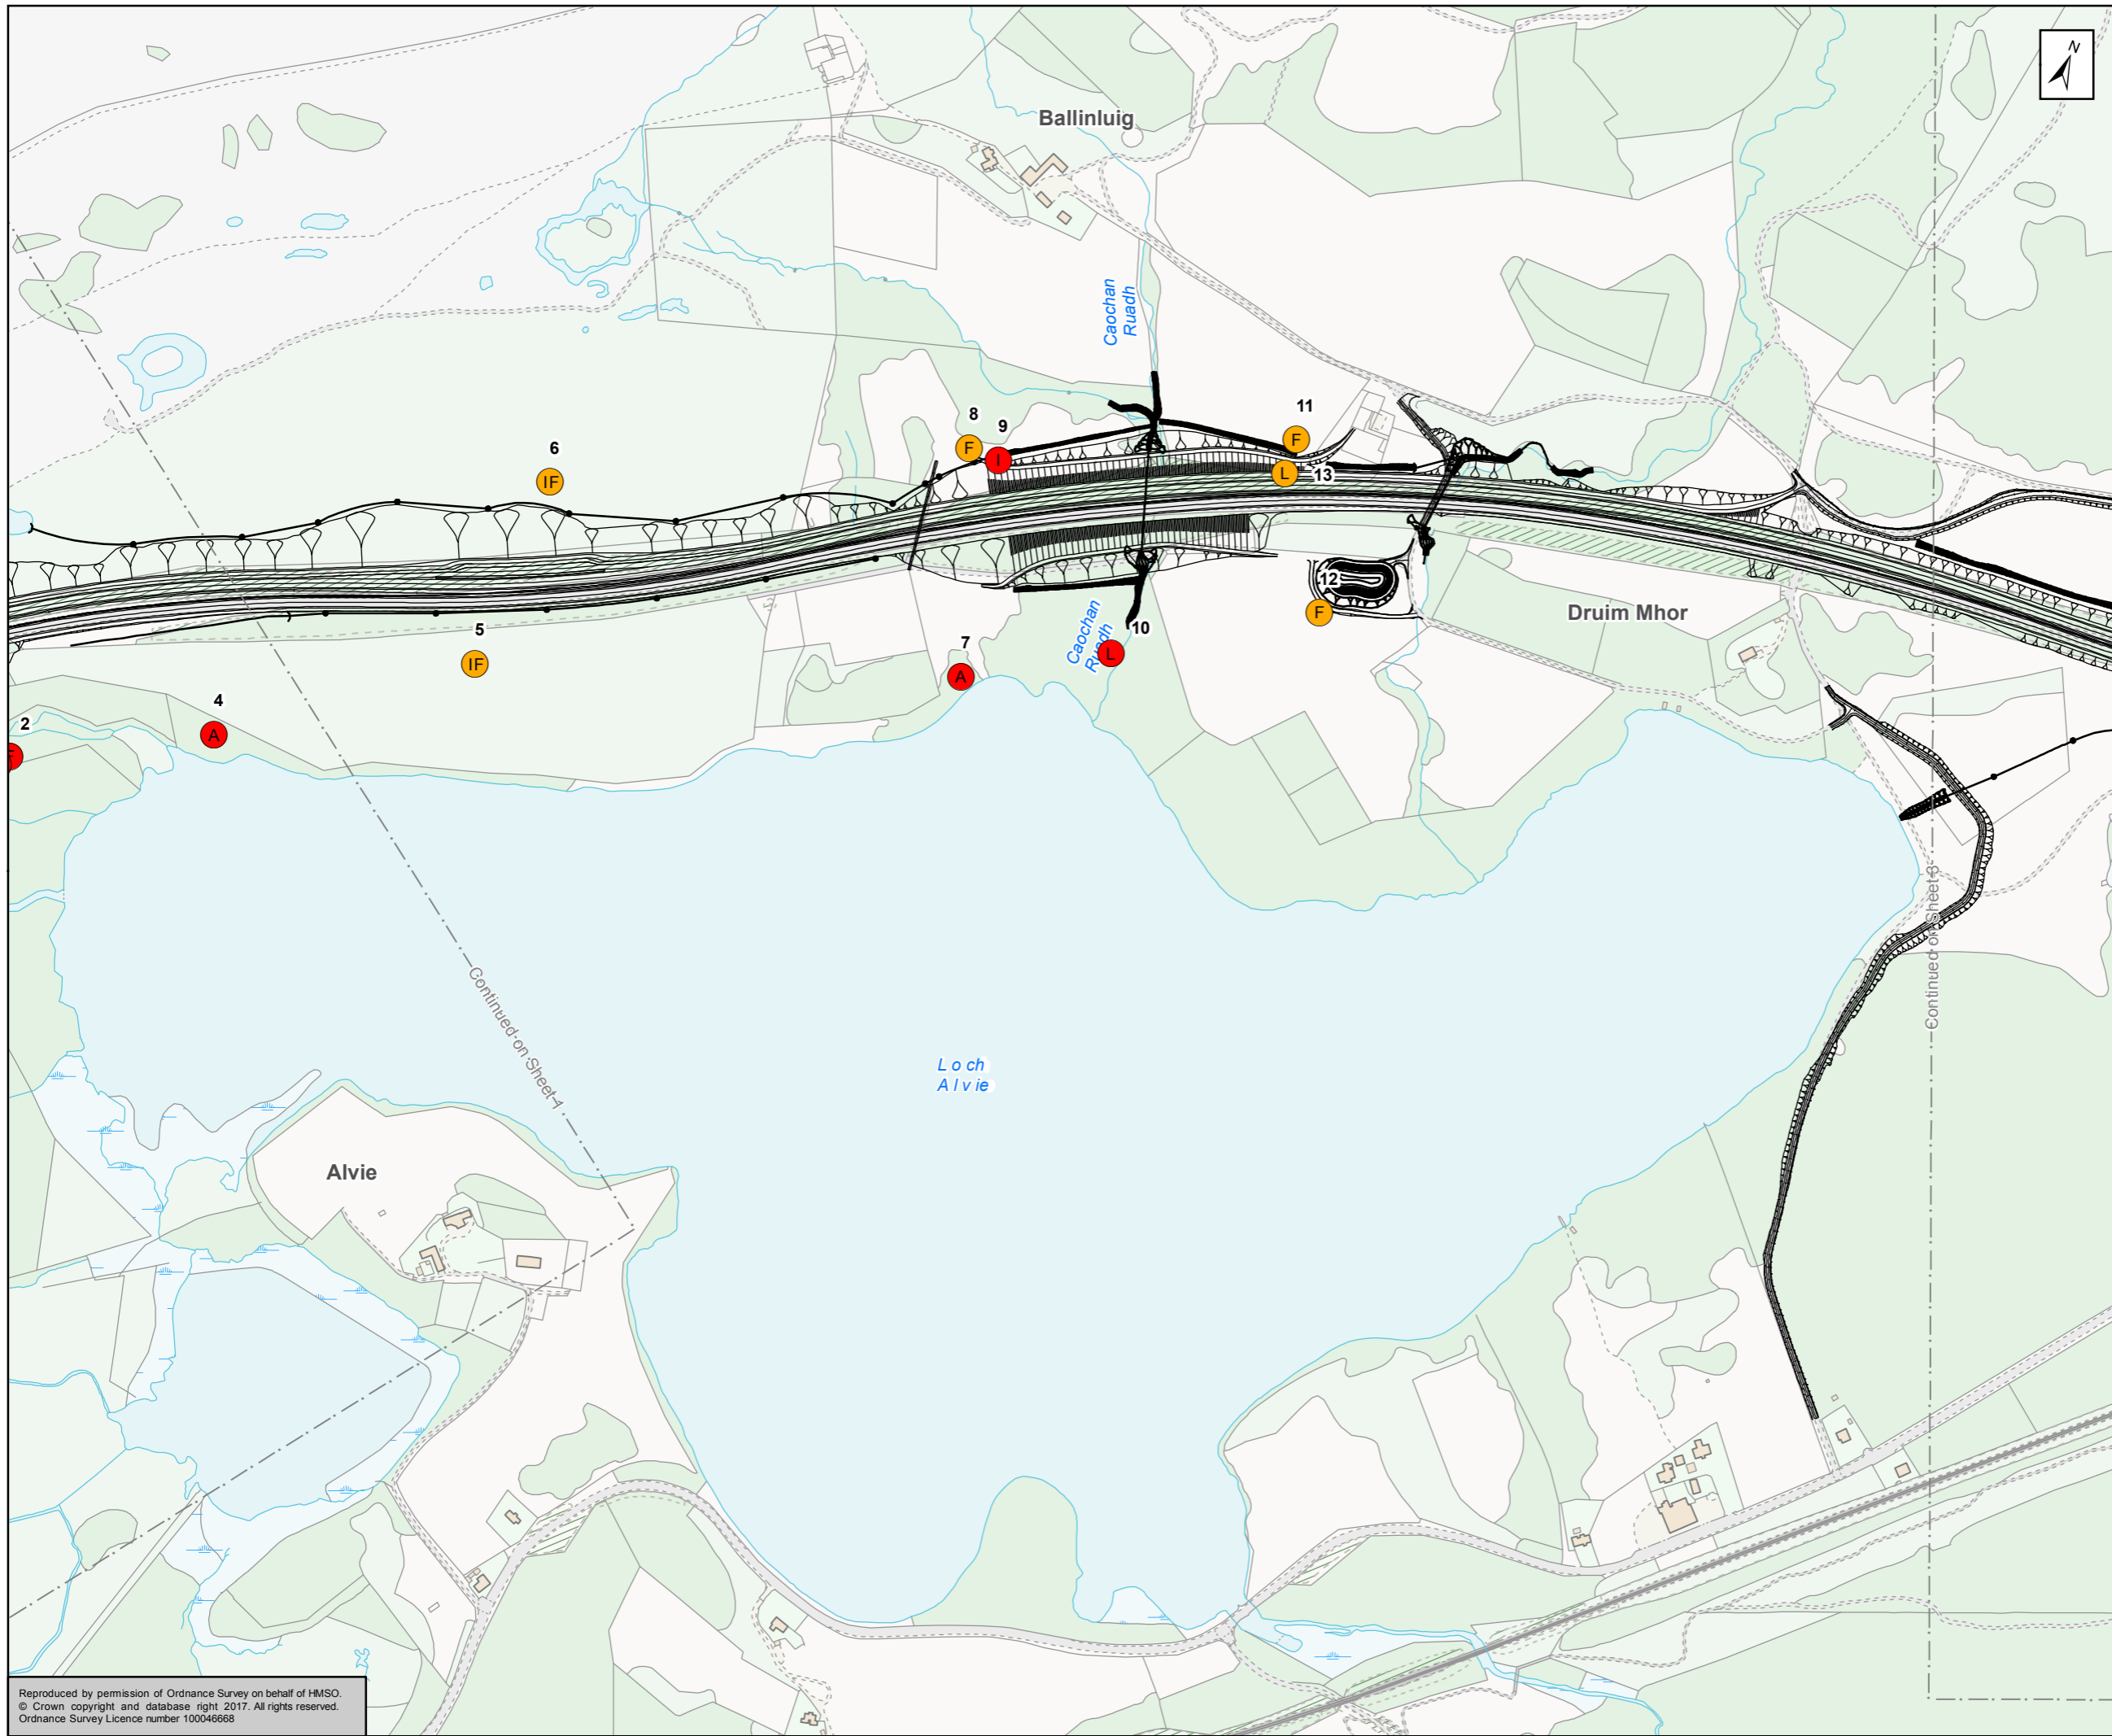 N
Ballinluig
Caochan
Ruadh
11
8
F
9
F
6
I
L
13
IF
12
F
Druim Mhor
5
Caochan
Ruadh
10
7
L
IF
A
4
A
2
F
Continued on Sheet 3
Continued on Sheet 1
Loch
Alvie
Alvie
Reproduced by permission of Ordnance Survey on behalf of HMSO.
© Crown copyright and database right 2017. All rights reserved.
Ordnance Survey Licence number 100046668